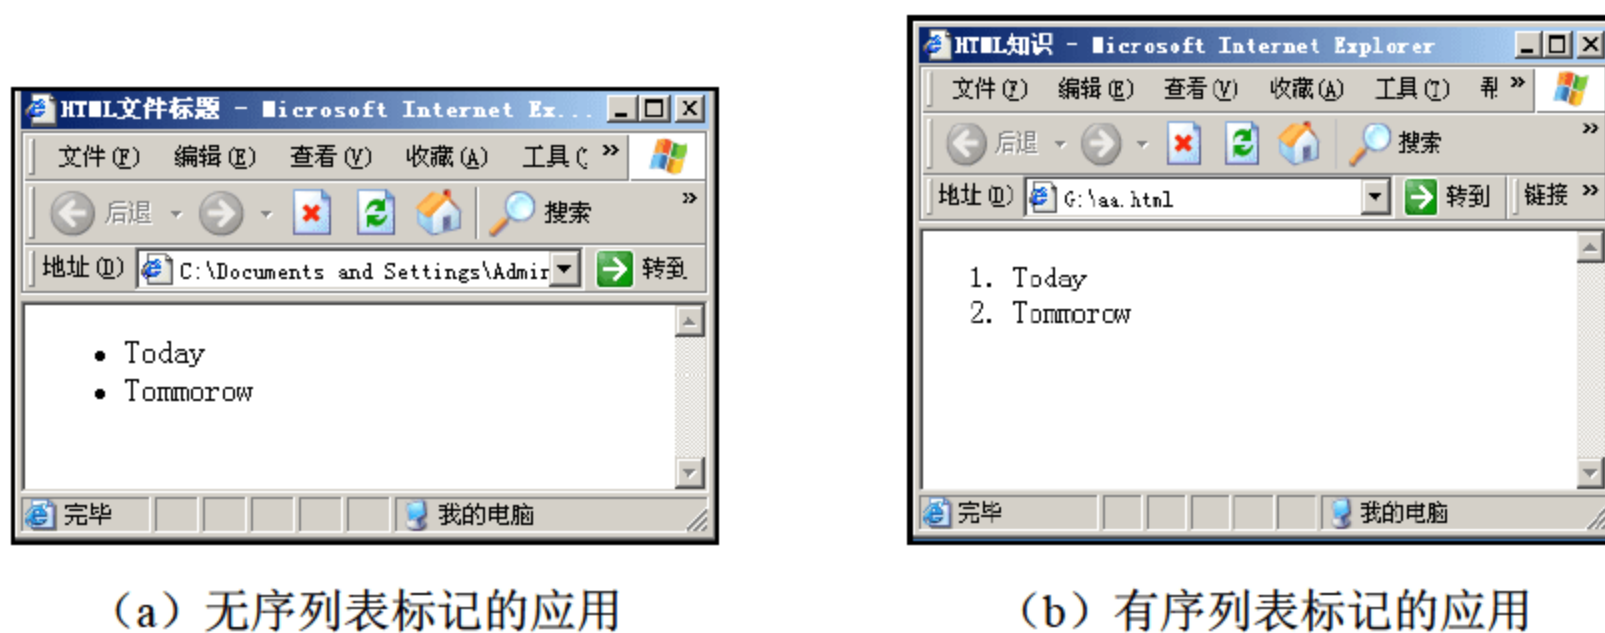 HTML文件标题 - Microsoft Internet Ex...
文件(F) 编辑(E) 查看(V) 收藏(A) 工具( »
后退 搜索 »
地址(D) C:\Documents and Settings\Admir 转到
• Today
• Tommorow
完毕 我的电脑
(a)无序列表标记的应用
HTML知识 - Microsoft Internet Explorer
文件(F) 编辑(E) 查看(V) 收藏(A) 工具(T) 帮 »
后退 搜索 »
地址(D) G:\aa.html 转到 链接 »
1. Today
2. Tommorow
完毕 我的电脑
(b)有序列表标记的应用